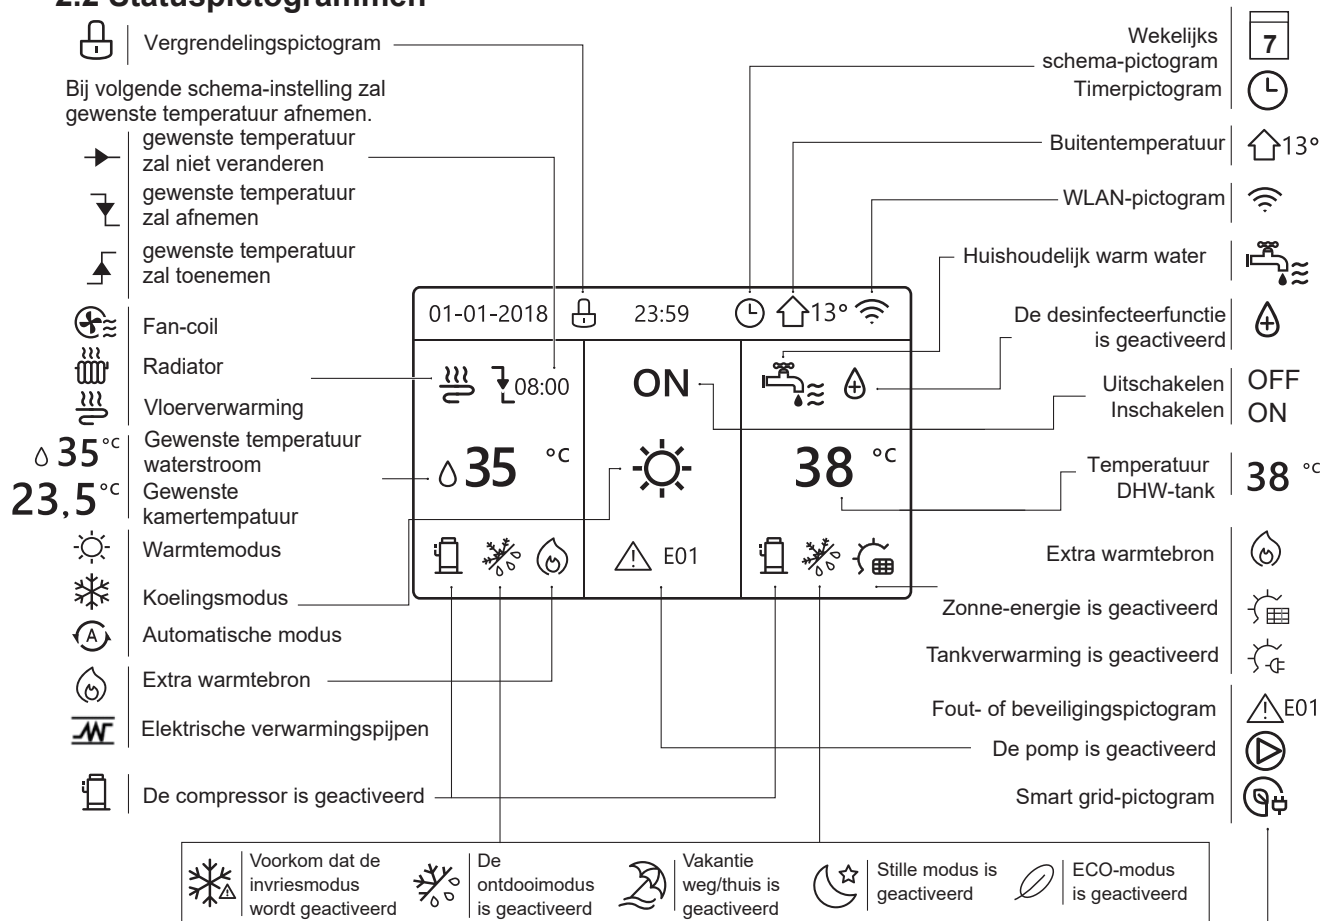 2.2 Statuspictogrammen
Vergrendelingspictogram
Bij volgende schema-instelling zal
gewenste temperatuur afnemen.
gewenste temperatuur
zal niet veranderen
gewenste temperatuur
zal afnemen
gewenste temperatuur
zal toenemen
Fan-coil
Radiator
Vloerverwarming
35°C
Gewenste temperatuur
waterstroom
23,5°C
Gewenste
kamertempatuur
Warmtemodus
Koelingsmodus
A
Automatische modus
Extra warmtebron
Elektrische verwarmingspijpen
De compressor is geactiveerd
01-01-2018
23:59
13°
08:00
ON
35 °C
38 °C
E01
Wekelijks
schema-pictogram
7
Timerpictogram
Buitentemperatuur
13°
WLAN-pictogram
Huishoudelijk warm water
De desinfecteerfunctie
is geactiveerd
Uitschakelen OFF
Inschakelen ON
Temperatuur
DHW-tank
38 °C
Extra warmtebron
Zonne-energie is geactiveerd
Tankverwarming is geactiveerd
Fout- of beveiligingspictogram
E01
De pomp is geactiveerd
Smart grid-pictogram
Voorkom dat de
invriesmodus
wordt geactiveerd
De
ontdooimodus
is geactiveerd
Vakantie
weg/thuis is
geactiveerd
Stille modus is
geactiveerd
ECO-modus
is geactiveerd